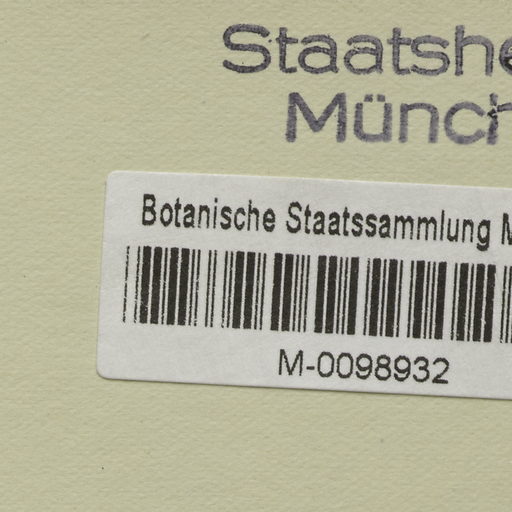 Staatshe
Münch
Botanische Staatssammlung M
M-0098932